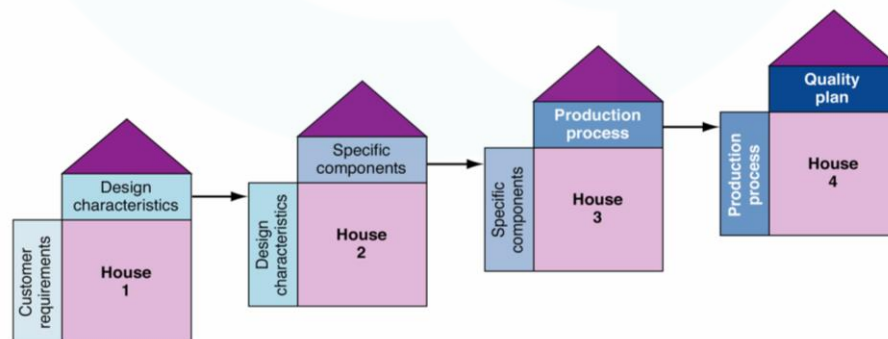 Customer
requirements
Design
characteristics
House
1
Design
characteristics
Specific
components
House
2
Specific
components
Production
process
House
3
Production
process
Quality
plan
House
4